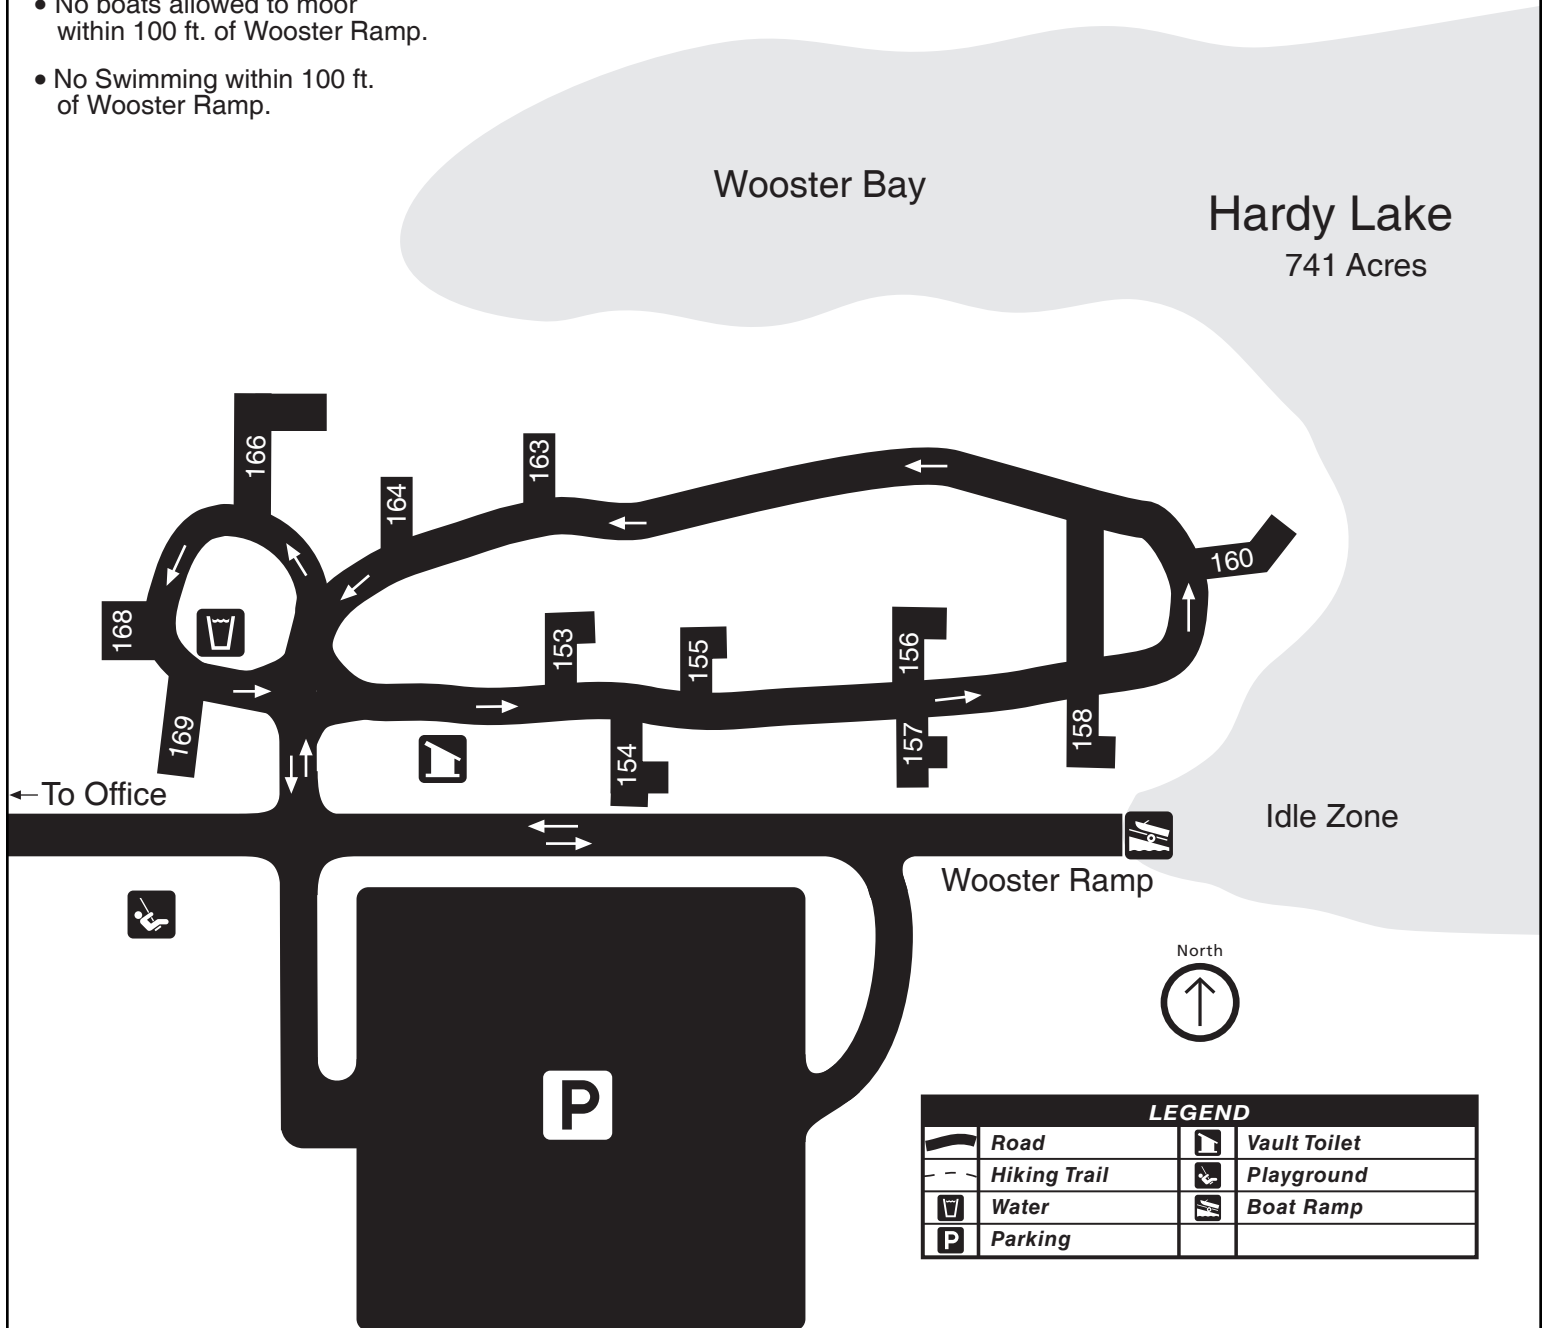 • No boats allowed to moor
within 100 ft. of Wooster Ramp.
• No Swimming within 100 ft.
of Wooster Ramp.
Wooster Bay
Hardy Lake
741 Acres
166
163
164
160
168
153
155
156
169
154
157
158
To Office
Idle Zone
Wooster Ramp
North
P
LEGEND
Road
Vault Toilet
Hiking Trail
Playground
Water
Boat Ramp
P Parking